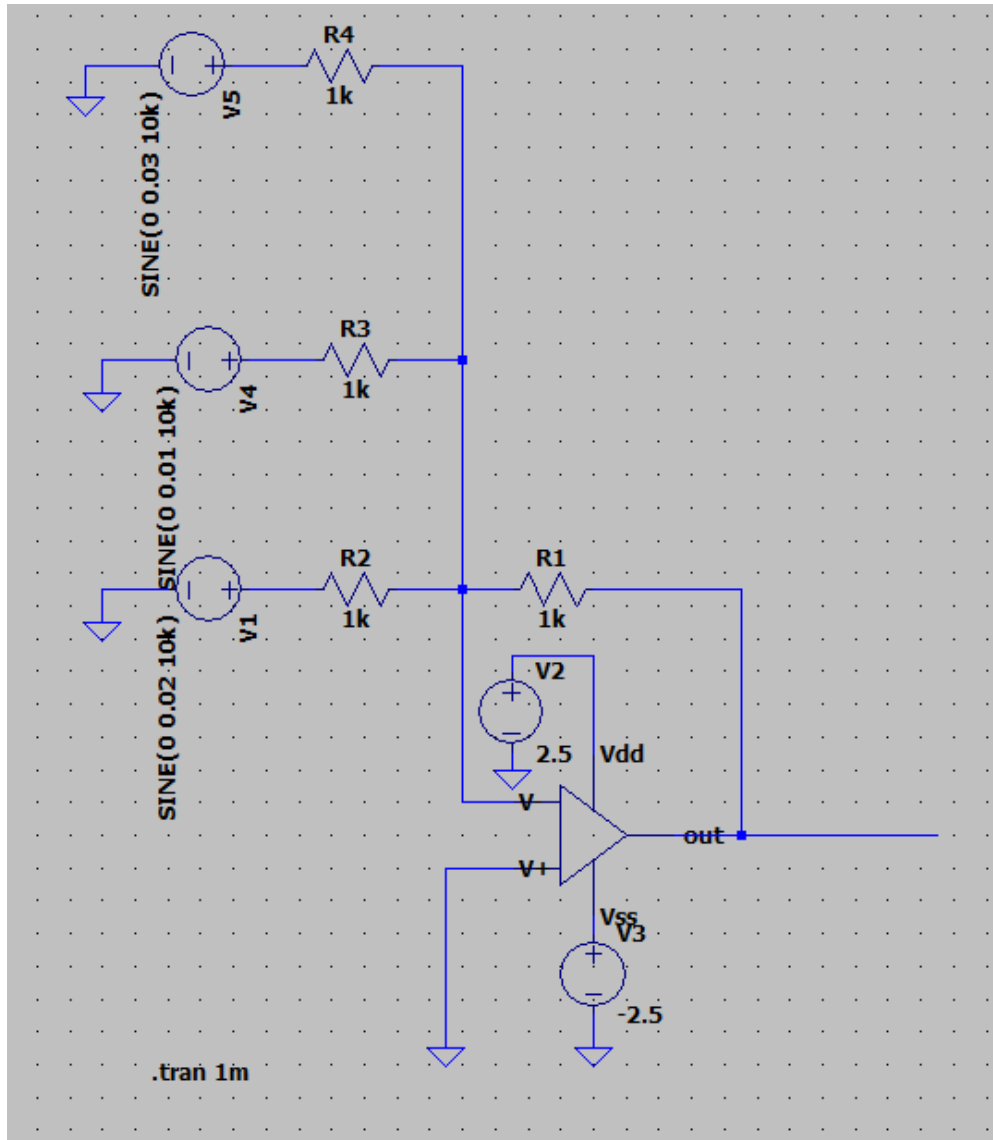 R4
1k
V5
SINE(0 0.03 10k)
R3
1k
V4
SINE(0 0.01 10k)
R2
1k
V1
SINE(0 0.02 10k)
R1
1k
V2
2.5
Vdd
V-
V+
out
Vss
V3
-2.5
.tran 1m